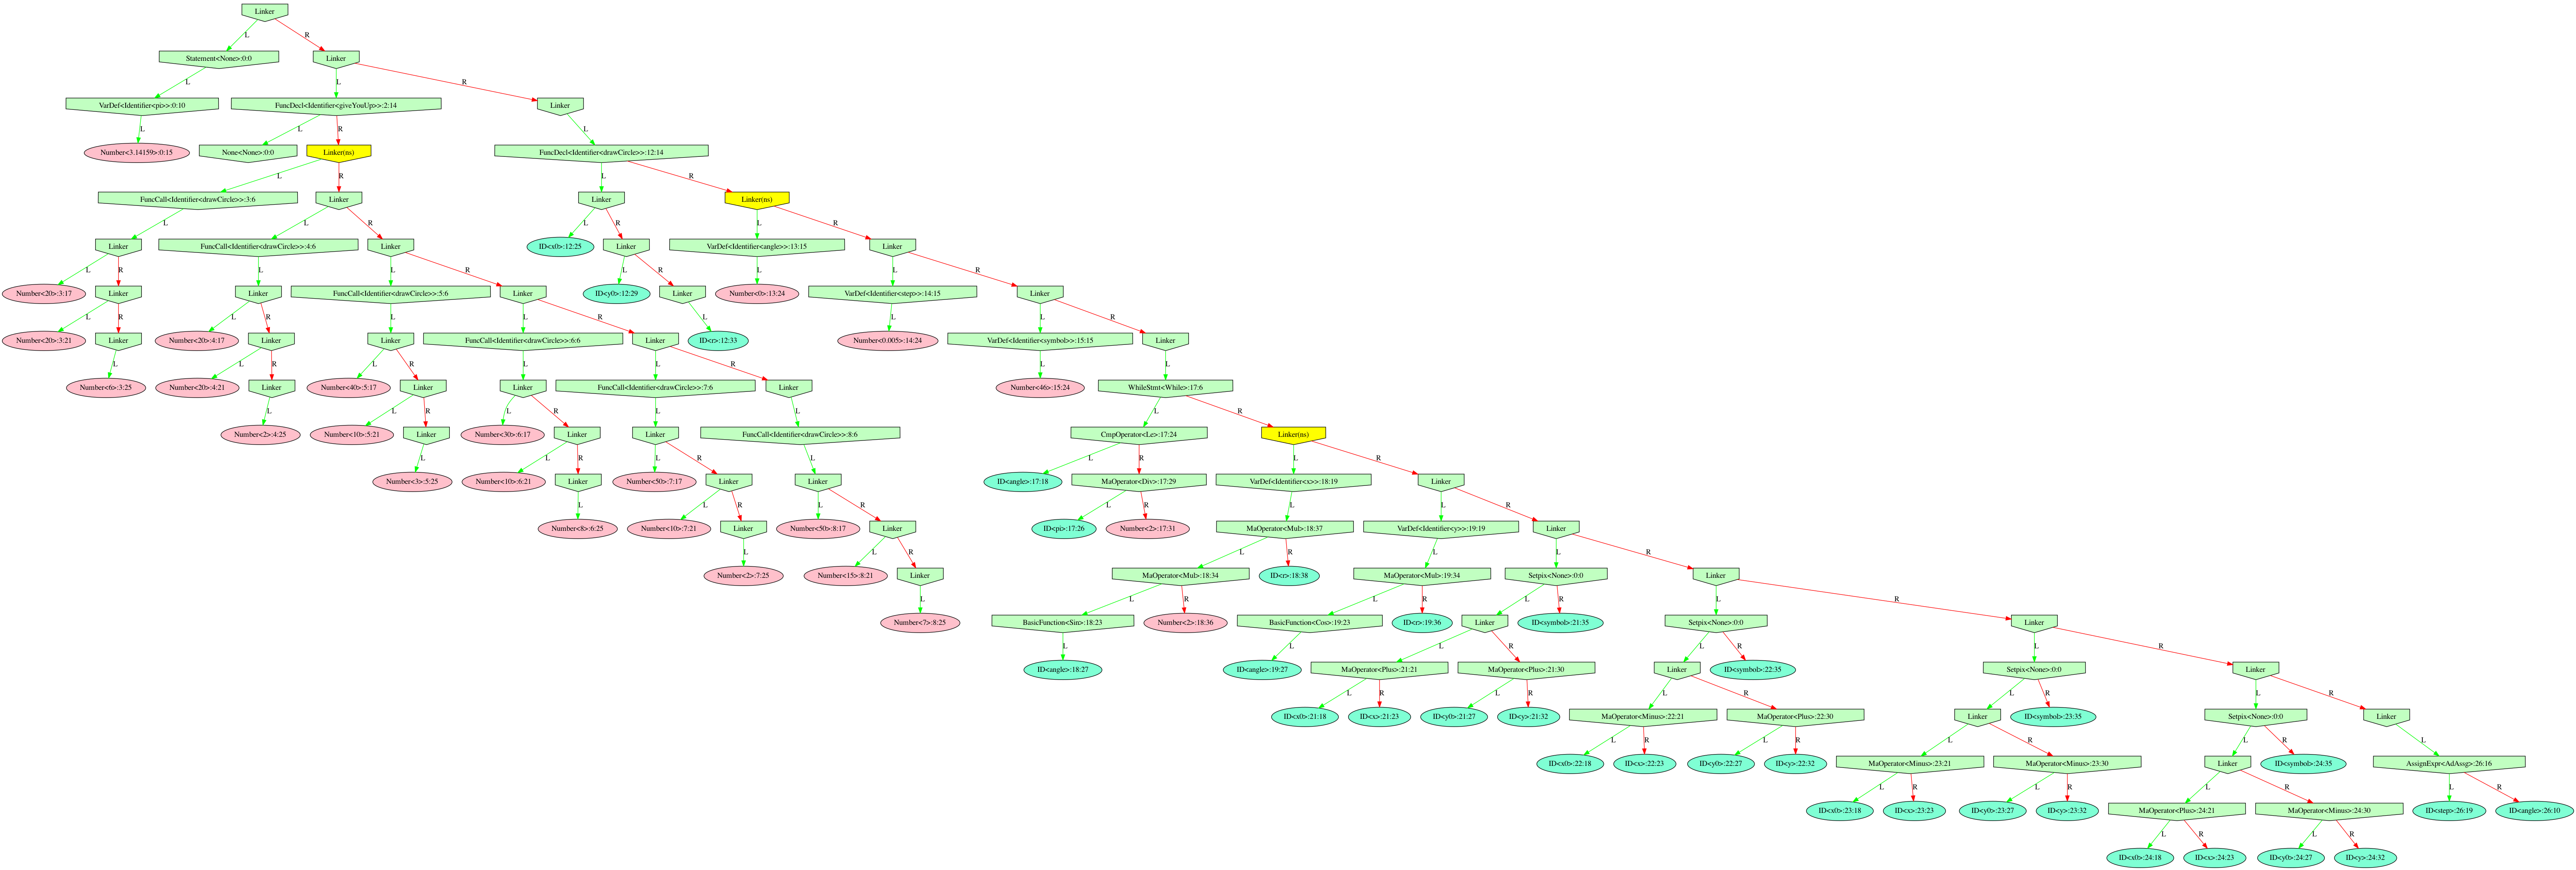 Linker
L
R
Statement<None>:0:0
Linker
L
L
R
VarDef<Identifier<pi>>:0:10
FuncDecl<Identifier<giveYouUp>>:2:14
Linker
L
L
R
L
Number<3.14159>:0:15
None<None>:0:0
Linker(ns)
FuncDecl<Identifier<drawCircle>>:12:14
L
R
L
R
FuncCall<Identifier<drawCircle>>:3:6
Linker
Linker
Linker(ns)
L
L
R
L
R
L
R
Linker
FuncCall<Identifier<drawCircle>>:4:6
Linker
ID<x0>:12:25
Linker
VarDef<Identifier<angle>>:13:15
Linker
L
R
L
L
R
L
R
L
L
R
Number<20>:3:17
Linker
Linker
FuncCall<Identifier<drawCircle>>:5:6
Linker
ID<y0>:12:29
Linker
Number<0>:13:24
VarDef<Identifier<step>>:14:15
Linker
L
R
L
R
L
L
R
L
L
L
R
Number<20>:3:21
Linker
Number<20>:4:17
Linker
Linker
FuncCall<Identifier<drawCircle>>:6:6
Linker
ID<r>:12:33
Number<0.005>:14:24
VarDef<Identifier<symbol>>:15:15
Linker
L
L
R
L
R
L
L
R
L
L
Number<6>:3:25
Number<20>:4:21
Linker
Number<40>:5:17
Linker
Linker
FuncCall<Identifier<drawCircle>>:7:6
Linker
Number<46>:15:24
WhileStmt<While>:17:6
L
L
R
L
R
L
L
L
R
Number<2>:4:25
Number<10>:5:21
Linker
Number<30>:6:17
Linker
Linker
FuncCall<Identifier<drawCircle>>:8:6
CmpOperator<Le>:17:24
Linker(ns)
L
L
R
L
R
L
L
R
L
R
Number<3>:5:25
Number<10>:6:21
Linker
Number<50>:7:17
Linker
Linker
ID<angle>:17:18
MaOperator<Div>:17:29
VarDef<Identifier<x>>:18:19
Linker
L
L
R
L
R
L
R
L
L
R
Number<8>:6:25
Number<10>:7:21
Linker
Number<50>:8:17
Linker
ID<pi>:17:26
Number<2>:17:31
MaOperator<Mul>:18:37
VarDef<Identifier<y>>:19:19
Linker
L
L
R
L
R
L
L
R
Number<2>:7:25
Number<15>:8:21
Linker
MaOperator<Mul>:18:34
ID<r>:18:38
MaOperator<Mul>:19:34
Setpix<None>:0:0
Linker
L
L
R
L
R
L
R
L
R
Number<7>:8:25
BasicFunction<Sin>:18:23
Number<2>:18:36
BasicFunction<Cos>:19:23
ID<r>:19:36
Linker
ID<symbol>:21:35
Setpix<None>:0:0
Linker
L
L
L
R
L
R
L
R
ID<angle>:18:27
ID<angle>:19:27
MaOperator<Plus>:21:21
MaOperator<Plus>:21:30
Linker
ID<symbol>:22:35
Setpix<None>:0:0
Linker
L
R
L
R
L
R
L
R
L
R
ID<x0>:21:18
ID<x>:21:23
ID<y0>:21:27
ID<y>:21:32
MaOperator<Minus>:22:21
MaOperator<Plus>:22:30
Linker
ID<symbol>:23:35
Setpix<None>:0:0
Linker
L
R
L
R
L
R
L
R
L
ID<x0>:22:18
ID<x>:22:23
ID<y0>:22:27
ID<y>:22:32
MaOperator<Minus>:23:21
MaOperator<Minus>:23:30
Linker
ID<symbol>:24:35
AssignExpr<AdAssg>:26:16
L
R
L
R
L
R
L
R
ID<x0>:23:18
ID<x>:23:23
ID<y0>:23:27
ID<y>:23:32
MaOperator<Plus>:24:21
MaOperator<Minus>:24:30
ID<step>:26:19
ID<angle>:26:10
L
R
L
R
ID<x0>:24:18
ID<x>:24:23
ID<y0>:24:27
ID<y>:24:32